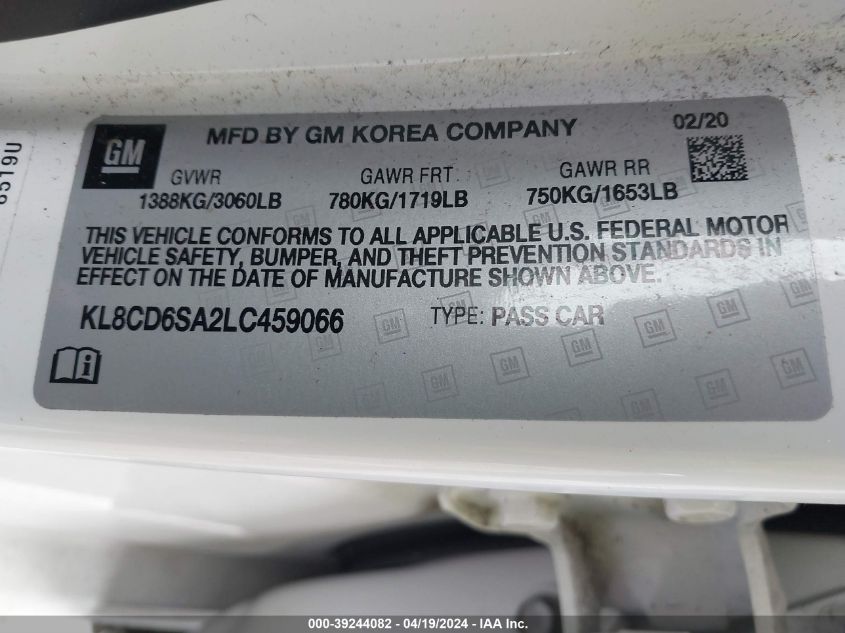 6519U
GM
MFD BY GM KOREA COMPANY
02/20
GVWR
GAWR FRT
GAWR RR
1388KG/3060LB
780KG/1719LB
750KG/1653LB
THIS VEHICLE CONFORMS TO ALL APPLICABLE U.S. FEDERAL MOTOR
VEHICLE SAFETY, BUMPER, AND THEFT PREVENTION STANDARDS IN
EFFECT ON THE DATE OF MANUFACTURE SHOWN ABOVE.
KL8CD6SA2LC459066
TYPE: PASS CAR
000-39244082 - 04/19/2024 - IAA Inc.